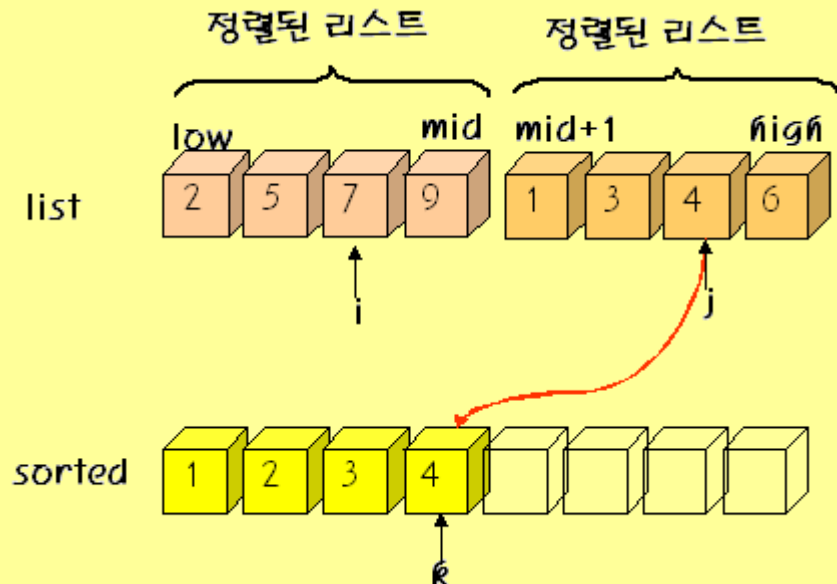 정렬된 리스트 정렬된 리스트
low mid mid+1 high
list 2 5 7 9 1 3 4 6
i j
sorted 1 2 3 4
k